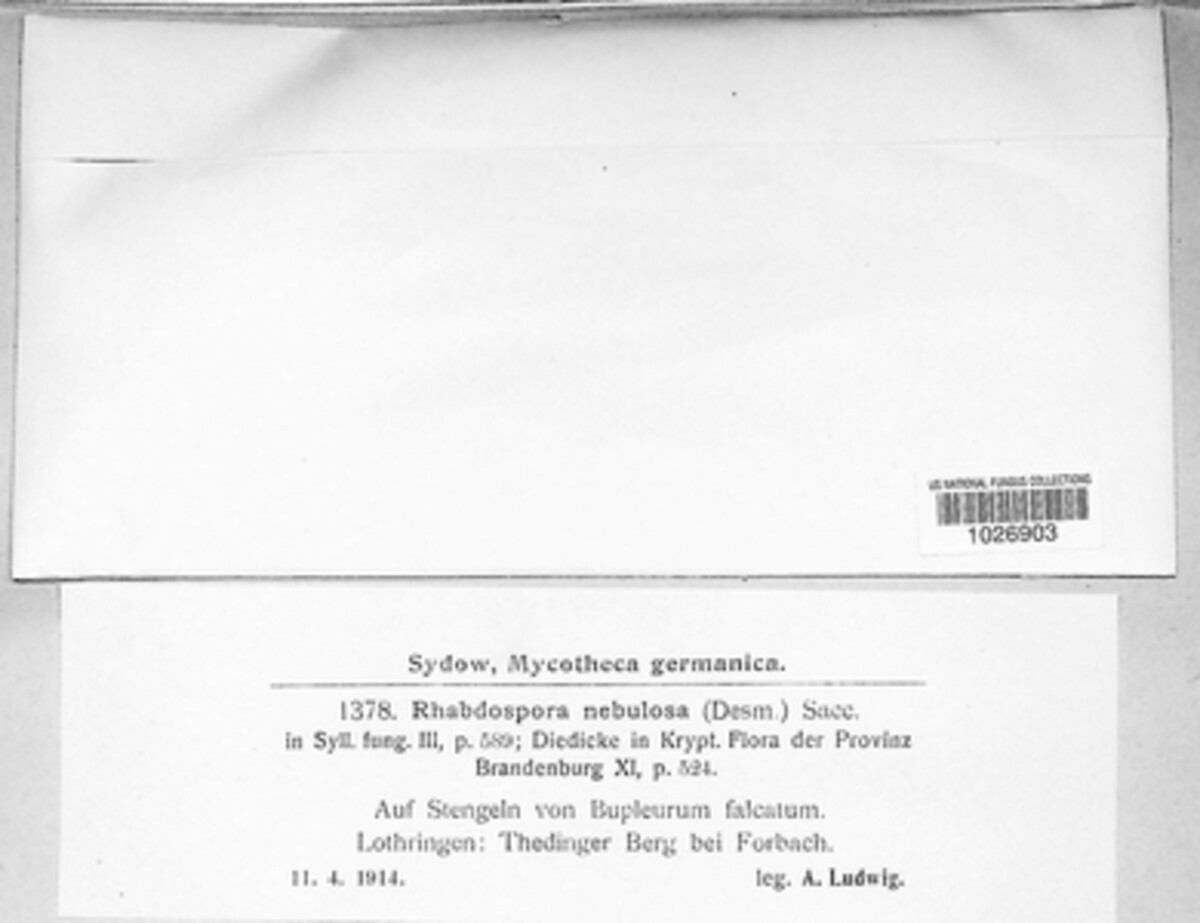 US NATIONAL FUNGUS COLLECTIONS
1026903
Sydow, Mycotheca germanica.
1378. Rhabdospora nebulosa (Desm.) Sacc.
in Syll. fung. III, p. 589; Diedicke in Krypt. Flora der Provinz
Brandenburg XI, p. 524.
Auf Stengeln von Bupleurum falcatum.
Lothringen: Thedinger Berg bei Forbach.
11. 4. 1914. leg. A. Ludwig.